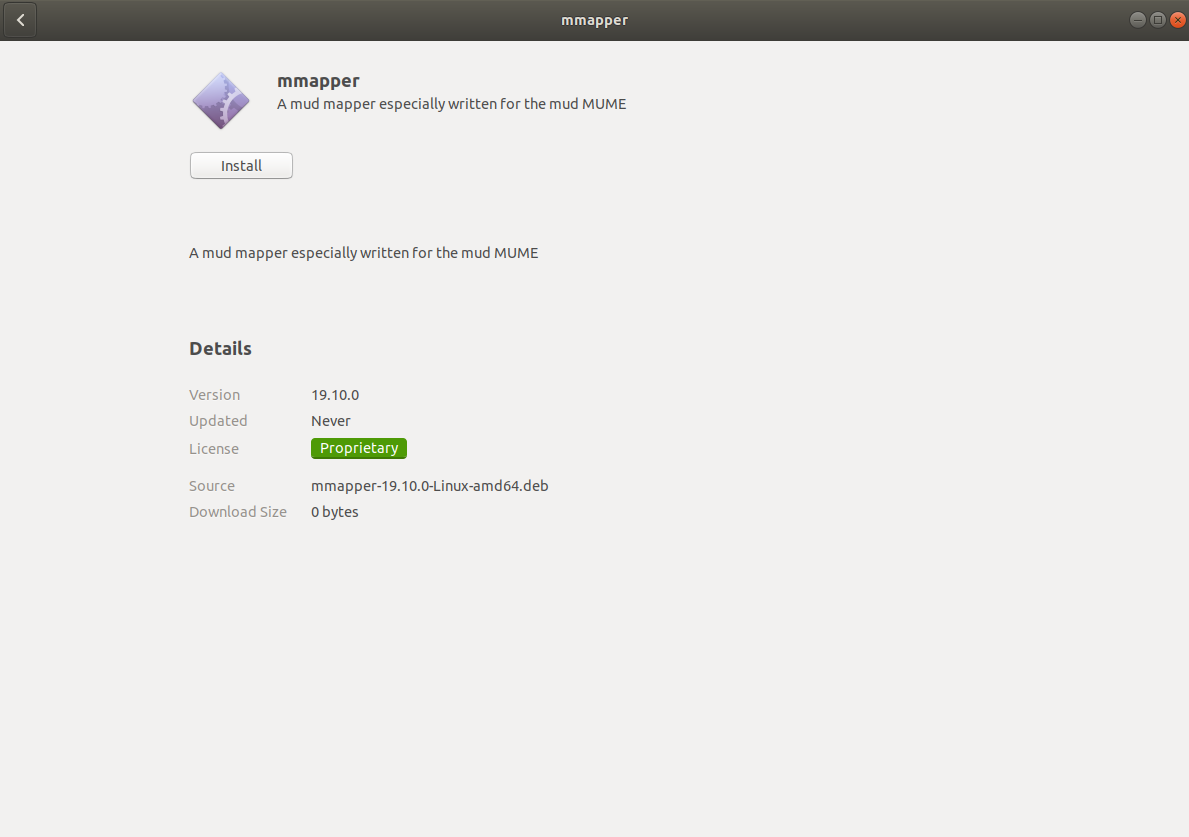 mmapper
mmapper
A mud mapper especially written for the mud MUME
Install
A mud mapper especially written for the mud MUME
Details
Version 19.10.0
Updated Never
License Proprietary
Source mmapper-19.10.0-Linux-amd64.deb
Download Size 0 bytes